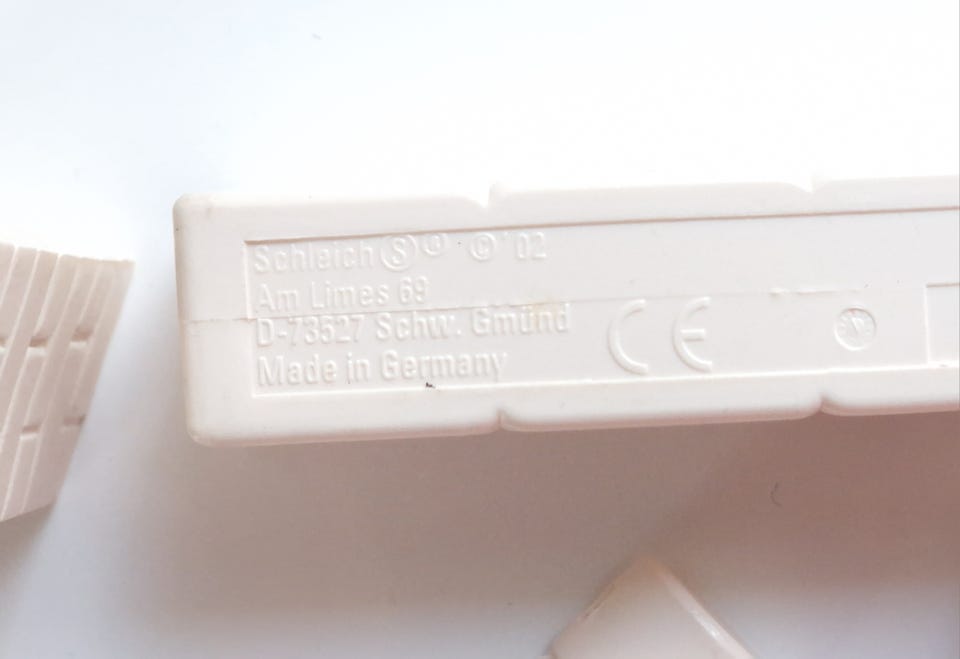 Schleich Ⓢ® © '02
Am Limes 69
D-73527 Schw. Gmünd
Made in Germany
CE